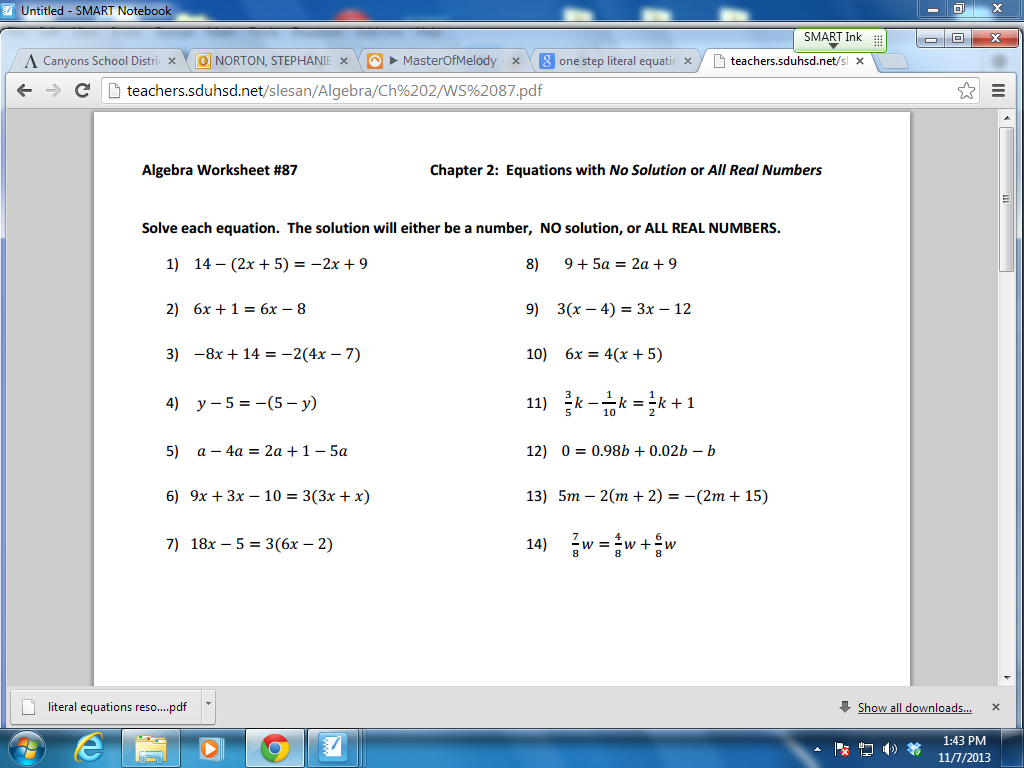 Untitled - SMART Notebook
SMART Ink
Canyons School Distri
NORTON, STEPHANIE
MasterOfMelody
one step literal equatio
teachers.sduhsd.net/sl
teachers.sduhsd.net/slesan/Algebra/Ch%202/WS%2087.pdf
Algebra Worksheet #87 Chapter 2: Equations with No Solution or All Real Numbers
Solve each equation. The solution will either be a number, NO solution, or ALL REAL NUMBERS.
1) 14 − (2x + 5) = −2x + 9
2) 6x + 1 = 6x − 8
3) −8x + 14 = −2(4x − 7)
4) y − 5 = −(5 − y)
5) a − 4a = 2a + 1 − 5a
6) 9x + 3x − 10 = 3(3x + x)
7) 18x − 5 = 3(6x − 2)
8) 9 + 5a = 2a + 9
9) 3(x − 4) = 3x − 12
10) 6x = 4(x + 5)
11) 3/5 k − 1/10 k = 1/2 k + 1
12) 0 = 0.98b + 0.02b − b
13) 5m − 2(m + 2) = −(2m + 15)
14) 7/8 w = 4/8 w + 6/8 w
literal equations reso....pdf
Show all downloads...
1:43 PM
11/7/2013